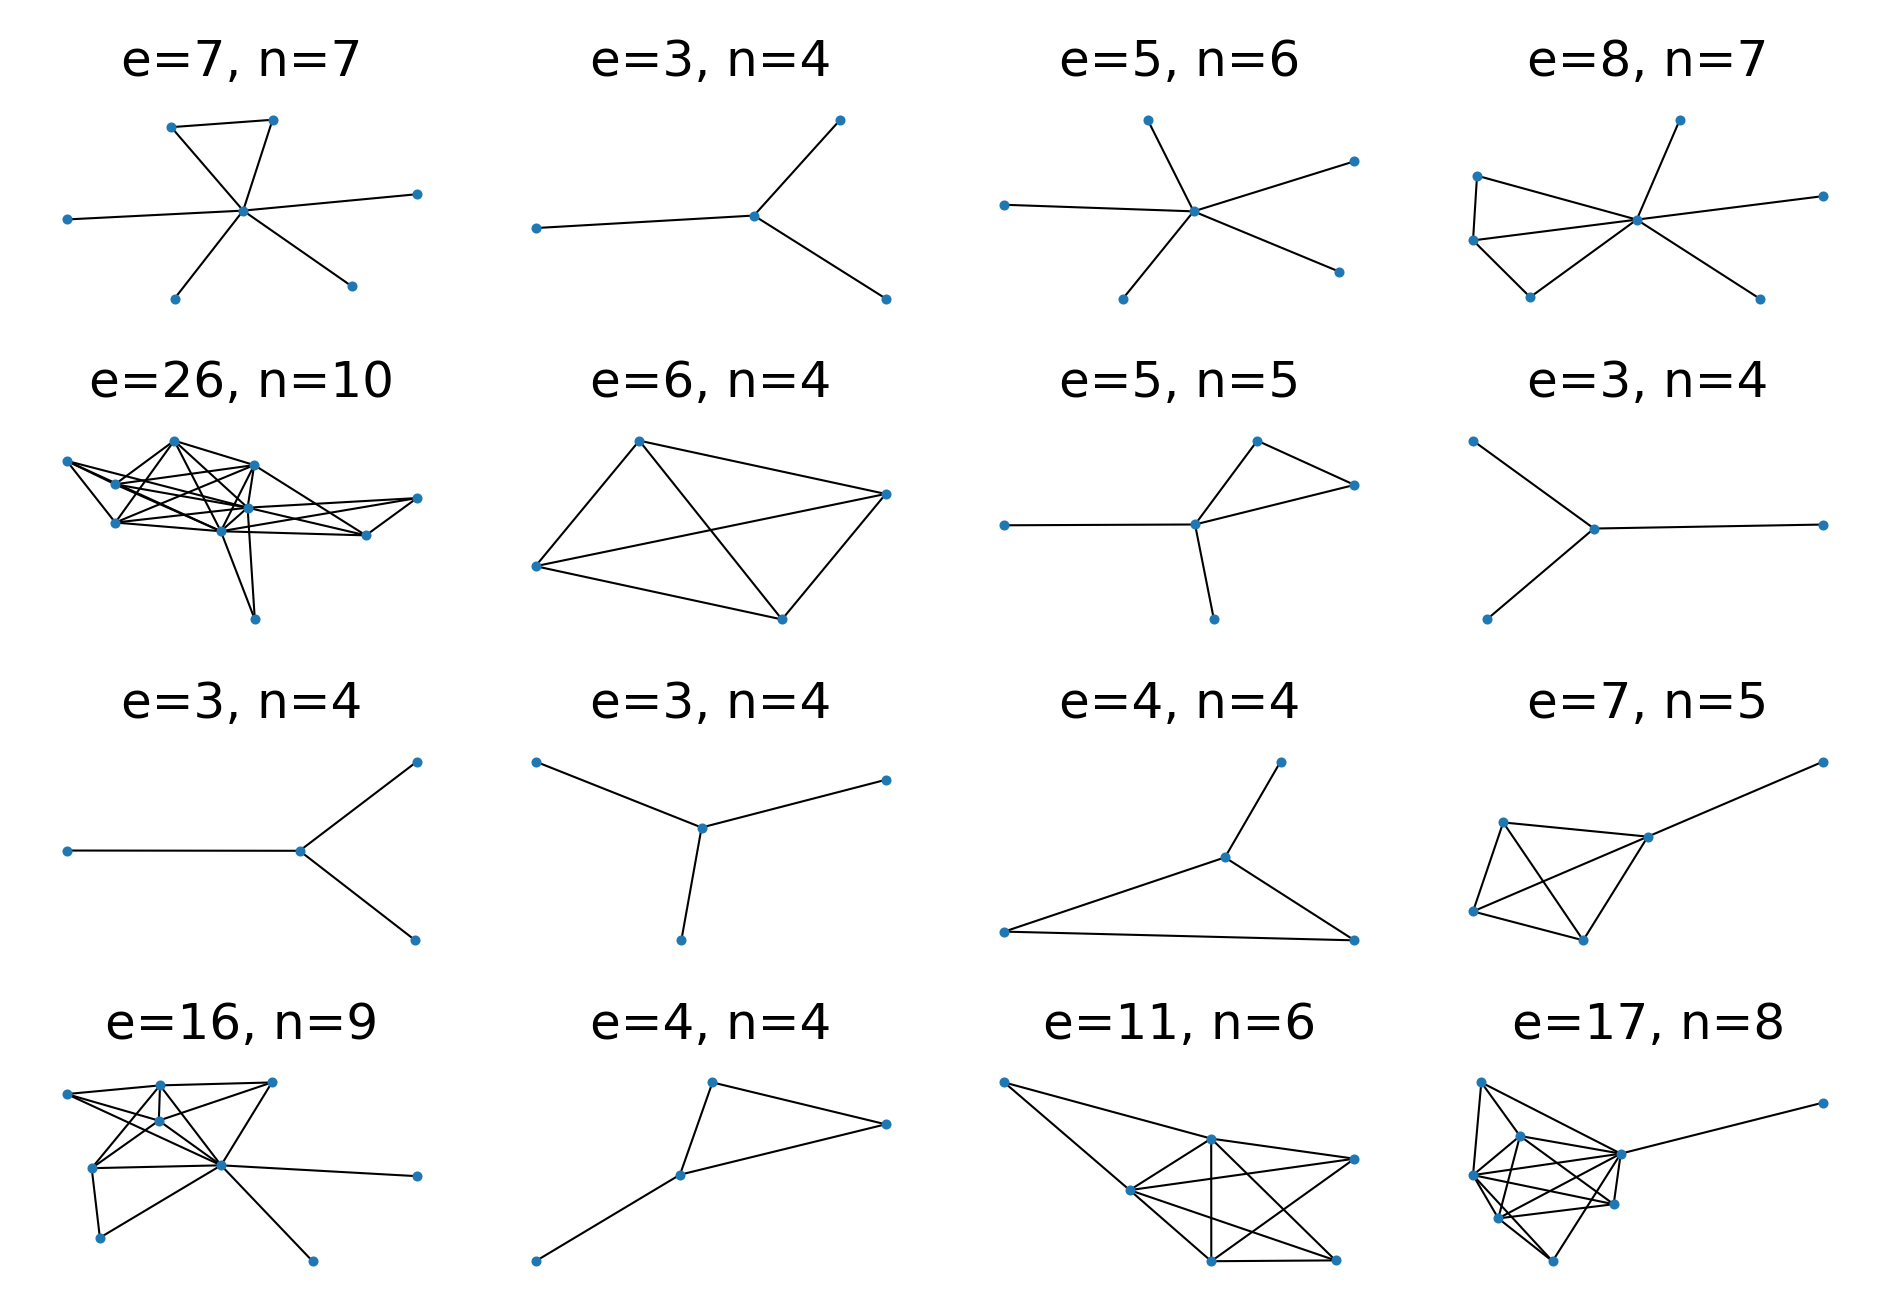 e=7, n=7
e=3, n=4
e=5, n=6
e=8, n=7
e=26, n=10
e=6, n=4
e=5, n=5
e=3, n=4
e=3, n=4
e=3, n=4
e=4, n=4
e=7, n=5
e=16, n=9
e=4, n=4
e=11, n=6
e=17, n=8